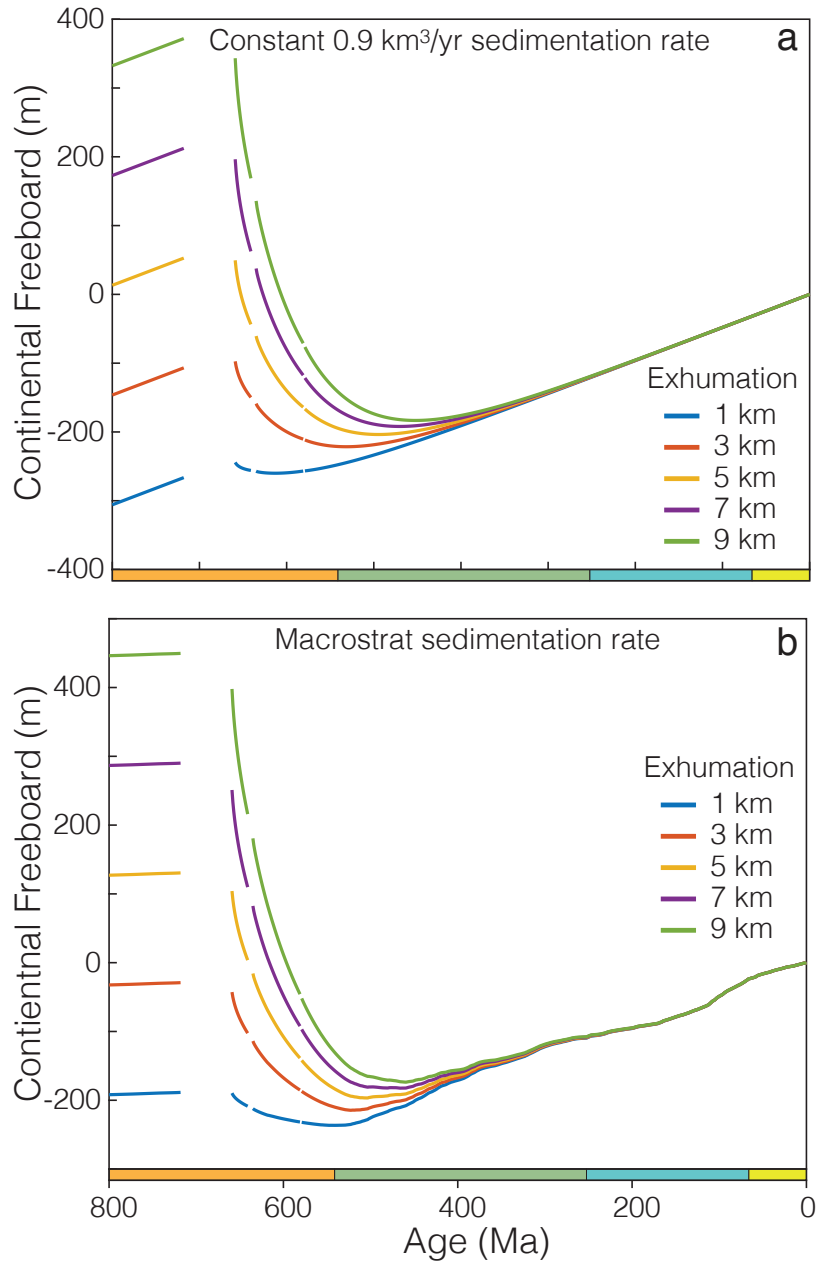 400
Constant 0.9 km³/yr sedimentation rate
a
200
0
-200
-400
Continental Freeboard (m)
Exhumation
1 km
3 km
5 km
7 km
9 km
Macrostrat sedimentation rate
b
400
200
0
-200
Contientnal Freeboard (m)
Exhumation
1 km
3 km
5 km
7 km
9 km
800
600
400
200
0
Age (Ma)